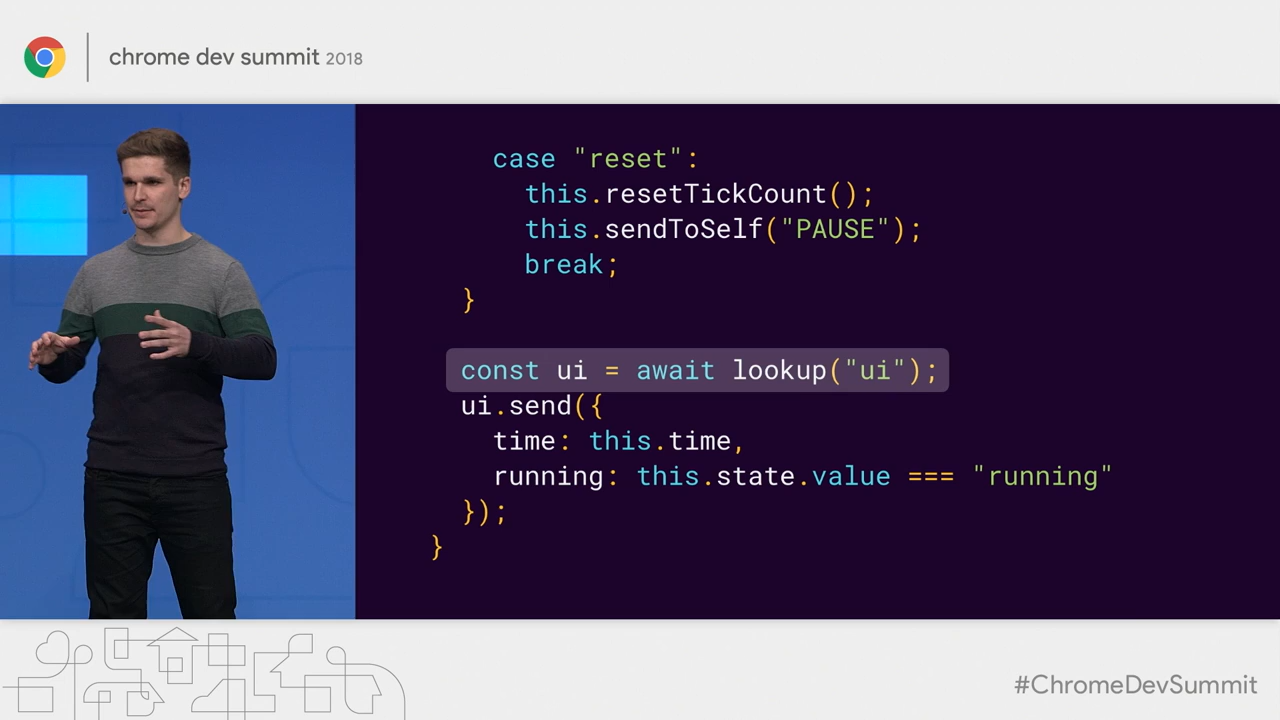 chrome dev summit 2018
case "reset":
this.resetTickCount();
this.sendToSelf("PAUSE");
break;
}
const ui = await lookup("ui");
ui.send({
time: this.time,
running: this.state.value === "running"
});
}
#ChromeDevSummit